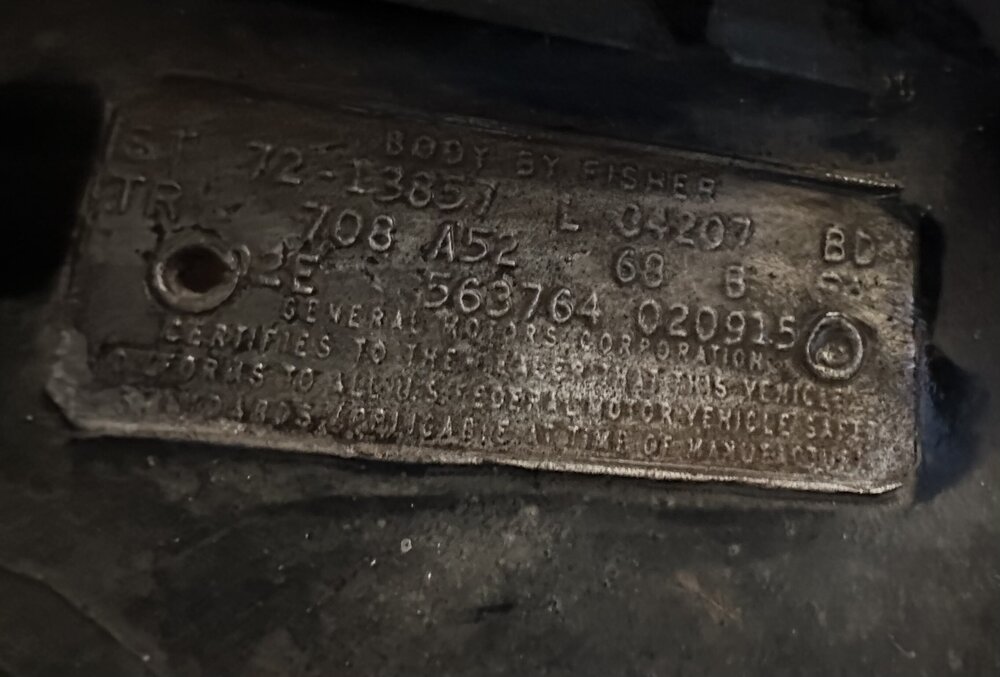 BODY BY FISHER
ST 72-13857 L 04207 BD
TR 708 A52 68 B
02E 563764 020915
GENERAL MOTORS CORPORATION
CERTIFIES TO THE DEALER THAT THIS VEHICLE
CONFORMS TO ALL U.S. FEDERAL MOTOR VEHICLE SAFETY
STANDARDS APPLICABLE AT TIME OF MANUFACTURE